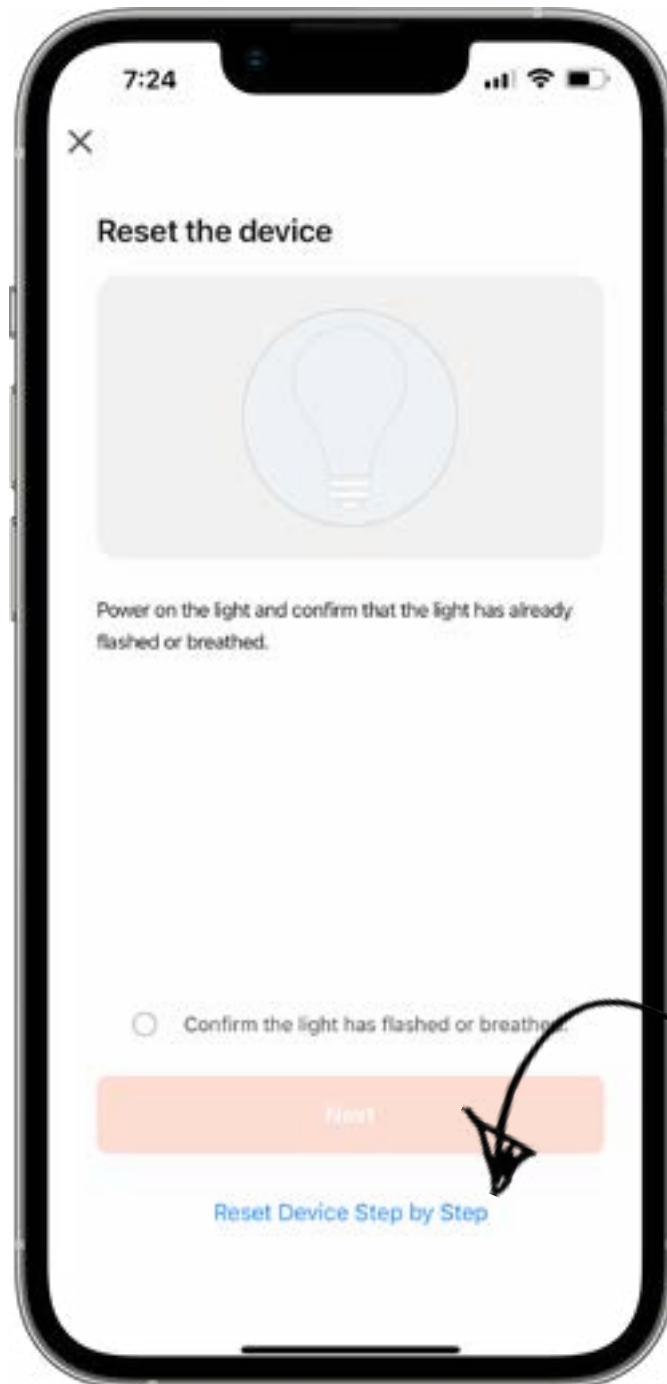 7:24
Reset the device
Power on the light and confirm that the light has already
flashed or breathed.
Confirm the light has flashed or breathed.
Next
Reset Device Step by Step